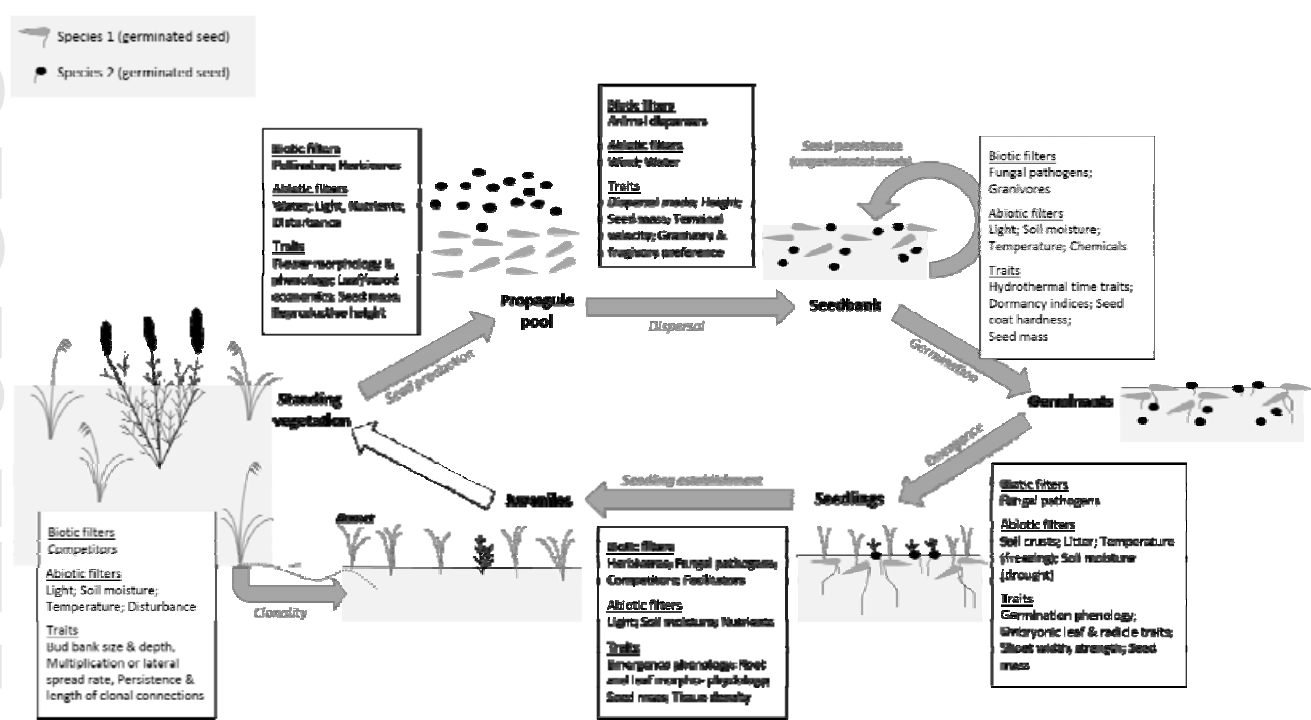 Species 1 (germinated seed)
Species 2 (germinated seed)
Biotic filters
Pollinators; Herbivores
Abiotic filters
Water; Light, Nutrients;
Disturbance
Traits
Flower morphology &
phenology; Leaf/wood
economics; Seed mass;
Reproductive height
Biotic filters
Animal dispersers
Abiotic filters
Wind; Water
Traits
Dispersal mode; Height;
Seed mass; Terminal
velocity; Granivory &
frugivory preference
Seed persistence
(ungerminated seeds)
Biotic filters
Fungal pathogens;
Granivores
Abiotic filters
Light; Soil moisture;
Temperature; Chemicals
Traits
Hydrothermal time traits;
Dormancy indices; Seed
coat hardness;
Seed mass
Propagule
pool
Dispersal
Seedbank
Seed production
Germination
Standing
vegetation
Germinants
Emergence
Seedling establishment
Juveniles
Seedlings
Ramet
Clonality
Biotic filters
Competitors
Abiotic filters
Light; Soil moisture;
Temperature; Disturbance
Traits
Bud bank size & depth,
Multiplication or lateral
spread rate, Persistence &
length of clonal connections
Biotic filters
Herbivores; Fungal pathogens;
Competitors; Facilitators
Abiotic filters
Light; Soil moisture; Nutrients
Traits
Emergence phenology; Root
and leaf morpho- physiology;
Seed mass; Tissue density
Biotic filters
Fungal pathogens
Abiotic filters
Soil crusts; Litter; Temperature
(freezing); Soil moisture
(drought)
Traits
Germination phenology;
Embryonic leaf & radicle traits;
Shoot width, strength; Seed
mass